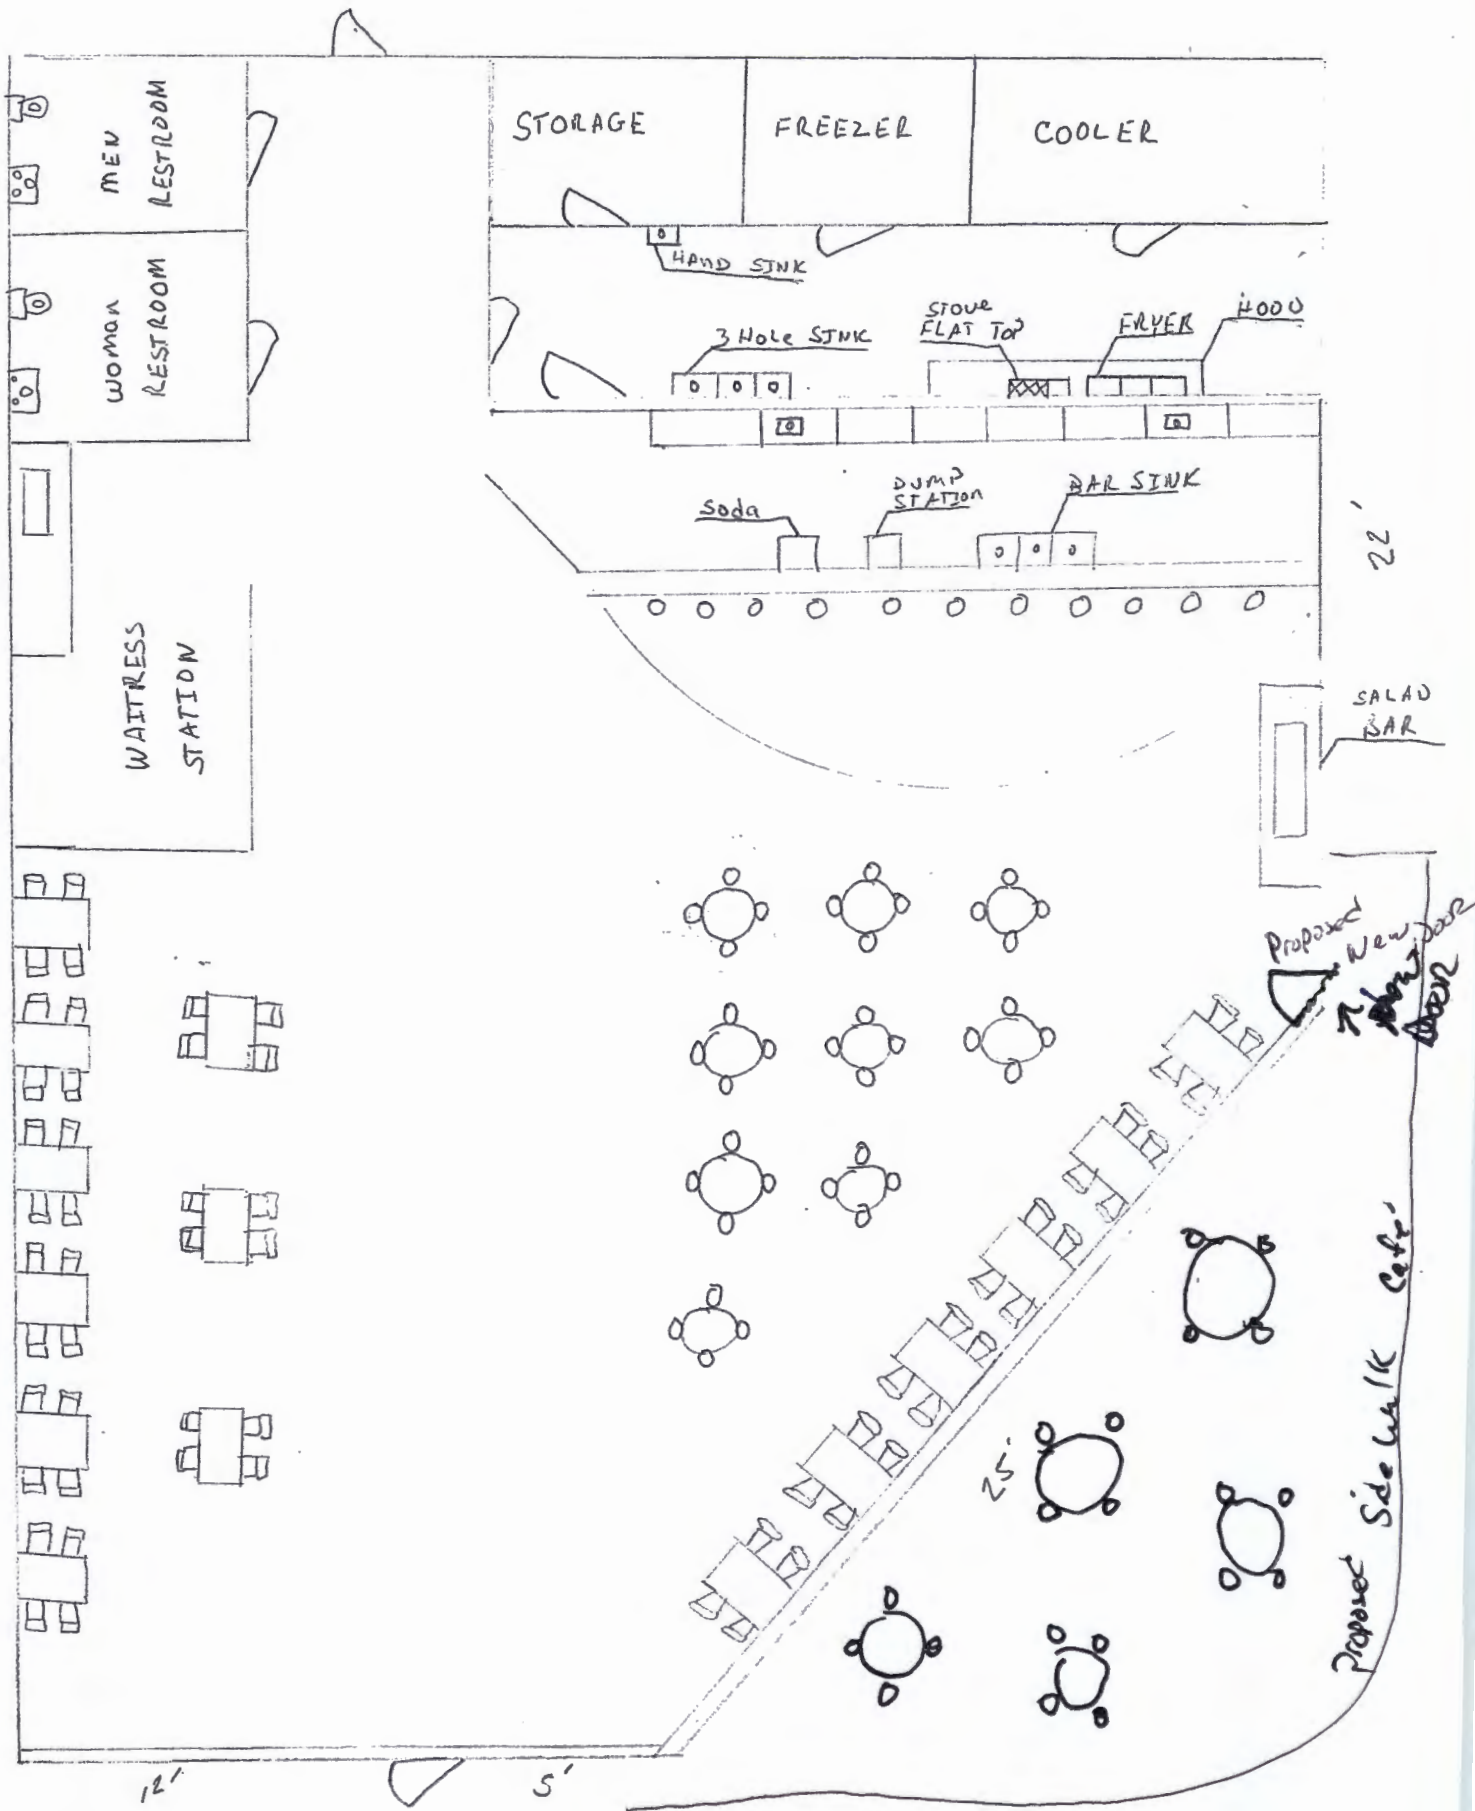 MEN
RESTROOM
STORAGE
FREEZER
COOLER
HAND SINK
WOMAN
RESTROOM
3 HOLE SINK
STOVE
FLAT TOP
FRYER
HOOD
Soda
DUMP
STATION
BAR SINK
22'
WAITRESS
STATION
SALAD
BAR
Proposed
New Door
DOOR
25'
Proposed Side walk Cafe
12'
5'